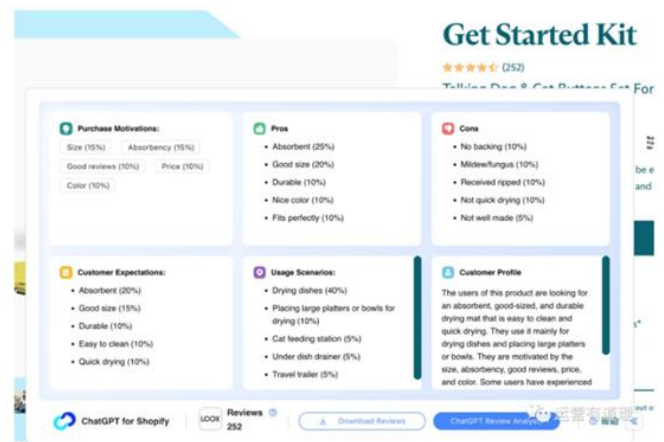 Get Started Kit
(252)
Talking Dog & Cat Buttons Set For
Purchase Motivations:
Size (15%)
Absorbency (15%)
Good reviews (10%)
Price (10%)
Color (10%)
Pros
• Absorbent (25%)
• Good size (20%)
• Durable (10%)
• Nice color (10%)
• Fits perfectly (10%)
Cons
• No backing (10%)
• Mildew/fungus (10%)
• Received ripped (10%)
• Not quick drying (10%)
• Not well made (5%)
be e
and
Customer Expectations:
• Absorbent (20%)
• Good size (15%)
• Durable (10%)
• Easy to clean (10%)
• Quick drying (10%)
Usage Scenarios:
• Drying dishes (40%)
• Placing large platters or bowls for
drying (10%)
• Cat feeding station (5%)
• Under dish drainer (5%)
• Travel trailer (5%)
Customer Profile
The users of this product are looking for
an absorbent, good-sized, and durable
drying mat that is easy to clean and
quick drying. They use it mainly for
drying dishes and placing large platters
or bowls. They are motivated by the
size, absorbency, good reviews, price,
and color. Some users have experienced
ChatGPT for Shopify
LOOX
Reviews
252
Download Reviews
ChatGPT Review Analysis
运营有道理